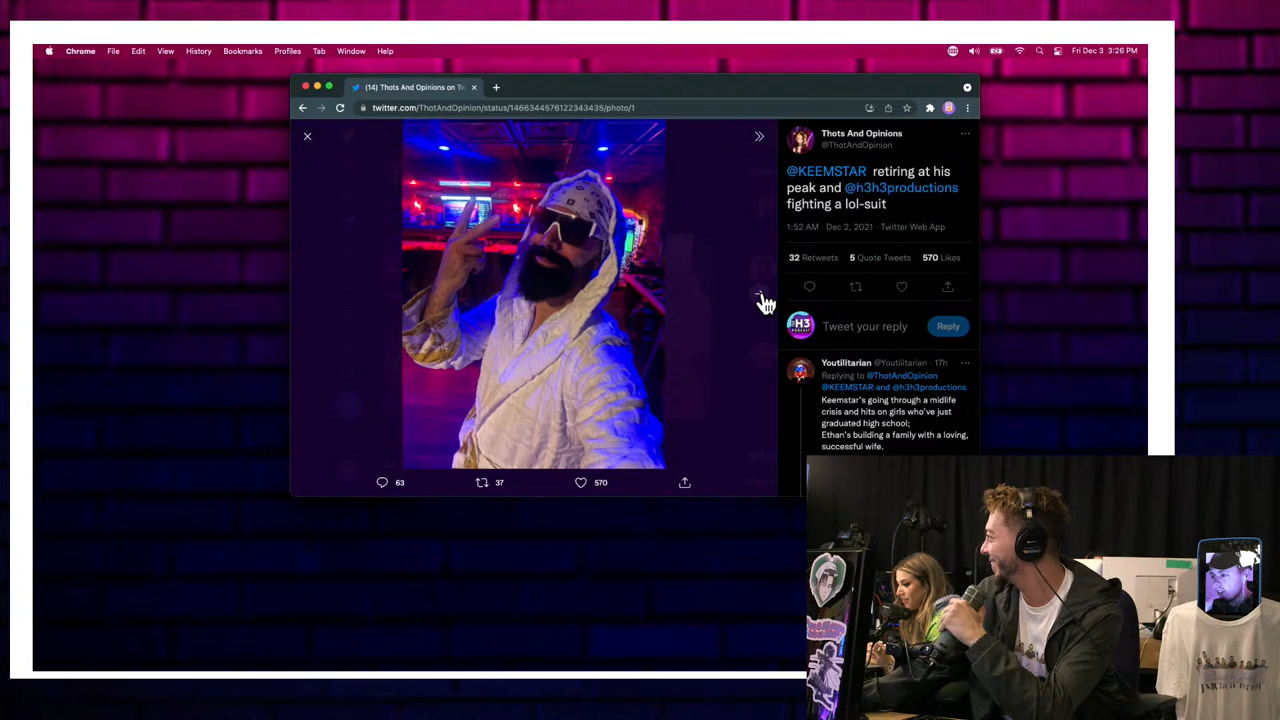 Chrome File Edit View History Bookmarks Profiles Tab Window Help
Fri Dec 3 3:26 PM
(14) Thots And Opinions on Tw
twitter.com/ThotAndOpinion/status/1466344576122343435/photo/1
Thots And Opinions
@ThotAndOpinion
@KEEMSTAR retiring at his
peak and @h3h3productions
fighting a lol-suit
1:52 AM · Dec 2, 2021 · Twitter Web App
32 Retweets 5 Quote Tweets 570 Likes
H3
PODCAST
Tweet your reply
Reply
Youtilitarian @Youtilitarian · 17h
Replying to @ThotAndOpinion
@KEEMSTAR and @h3h3productions
Keemstar's going through a midlife
crisis and hits on girls who've just
graduated high school;
Ethan's building a family with a loving,
successful wife.
63 37 570